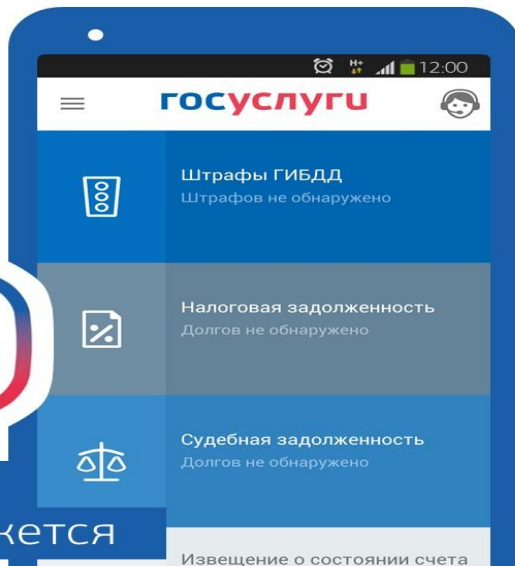 H+ 12:00
госуслуги
Штрафы ГИБДД
Штрафов не обнаружено
Налоговая задолженность
Долгов не обнаружено
Судебная задолженность
Долгов не обнаружено
Извещение о состоянии счета